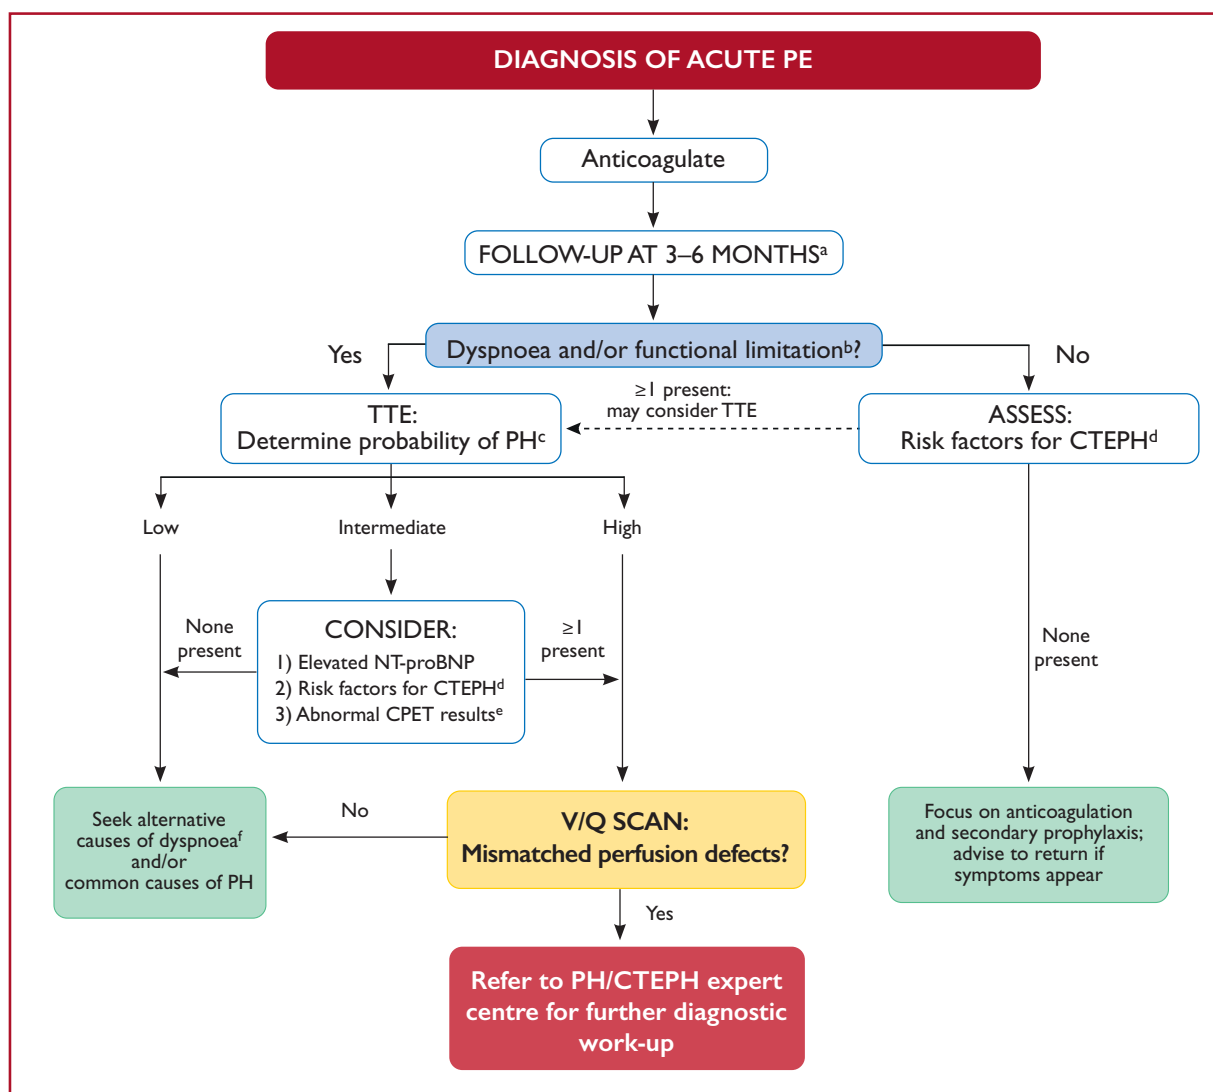 DIAGNOSIS OF ACUTE PE
Anticoagulate
FOLLOW-UP AT 3–6 MONTHSᵃ
Dyspnoea and/or functional limitationᵇ?
Yes
No
≥1 present:
may consider TTE
TTE:
Determine probability of PHᶜ
ASSESS:
Risk factors for CTEPHᵈ
Low
Intermediate
High
None
present
CONSIDER:
1) Elevated NT-proBNP
2) Risk factors for CTEPHᵈ
3) Abnormal CPET resultsᵉ
≥1
present
None
present
Seek alternative
causes of dyspnoeaᶠ
and/or
common causes of PH
No
V/Q SCAN:
Mismatched perfusion defects?
Focus on anticoagulation
and secondary prophylaxis;
advise to return if
symptoms appear
Yes
Refer to PH/CTEPH expert
centre for further diagnostic
work-up